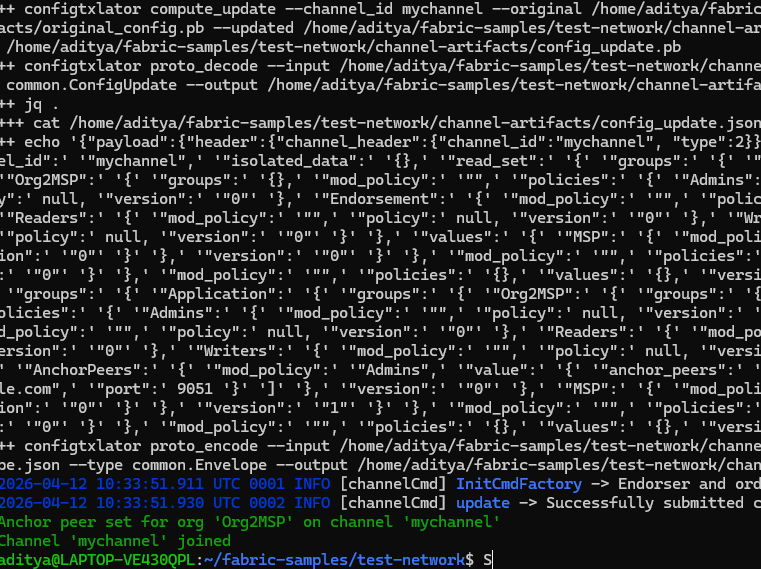 ++ configtxlator compute_update --channel_id mychannel --original /home/aditya/fabric
acts/original_config.pb --updated /home/aditya/fabric-samples/test-network/channel-ar
 /home/aditya/fabric-samples/test-network/channel-artifacts/config_update.pb
++ configtxlator proto_decode --input /home/aditya/fabric-samples/test-network/channe
 common.ConfigUpdate --output /home/aditya/fabric-samples/test-network/channel-artifa
++ jq .
+++ cat /home/aditya/fabric-samples/test-network/channel-artifacts/config_update.json
++ echo '{"payload":{"header":{"channel_header":{"channel_id":"mychannel", "type":2}}
el_id":' '"mychannel",' '"isolated_data":' '{},' '"read_set":' '{' '"groups":' '{' '"
'"Org2MSP":' '{' '"groups":' '{},' '"mod_policy":' '"",' '"policies":' '{' '"Admins":
y":' null, '"version":' '"0"' '},' '"Endorsement":' '{' '"mod_policy":' '"",' '"polic
'"Readers":' '{' '"mod_policy":' '"",' '"policy":' null, '"version":' '"0"' '},' '"Wr
'"policy":' null, '"version":' '"0"' '}' '},' '"values":' '{' '"MSP":' '{' '"mod_poli
ion":' '"0"' '}' '},' '"version":' '"0"' '}' '},' '"mod_policy":' '"",' '"policies":
:' '"0"' '}' '},' '"mod_policy":' '"",' '"policies":' '{},' '"values":' '{},' '"versi
 '"groups":' '{' '"Application":' '{' '"groups":' '{' '"Org2MSP":' '{' '"groups":' '{
olicies":' '{' '"Admins":' '{' '"mod_policy":' '"",' '"policy":' null, '"version":' '
d_policy":' '"",' '"policy":' null, '"version":' '"0"' '},' '"Readers":' '{' '"mod_po
ersion":' '"0"' '},' '"Writers":' '{' '"mod_policy":' '"",' '"policy":' null, '"versi
 '"AnchorPeers":' '{' '"mod_policy":' '"Admins",' '"value":' '{' '"anchor_peers":' '[
le.com",' '"port":' 9051 '}' ']' '},' '"version":' '"0"' '},' '"MSP":' '{' '"mod_poli
ion":' '"0"' '}' '},' '"version":' '"1"' '}' '},' '"mod_policy":' '"",' '"policies":'
:' '"0"' '}' '},' '"mod_policy":' '"",' '"policies":' '{},' '"values":' '{},' '"versi
++ configtxlator proto_encode --input /home/aditya/fabric-samples/test-network/channe
pe.json --type common.Envelope --output /home/aditya/fabric-samples/test-network/chan
2026-04-12 10:33:51.911 UTC 0001 INFO [channelCmd] InitCmdFactory -> Endorser and ord
2026-04-12 10:33:51.930 UTC 0002 INFO [channelCmd] update -> Successfully submitted c
Anchor peer set for org 'Org2MSP' on channel 'mychannel'
Channel 'mychannel' joined
aditya@LAPTOP-VE430QPL:~/fabric-samples/test-network$ S